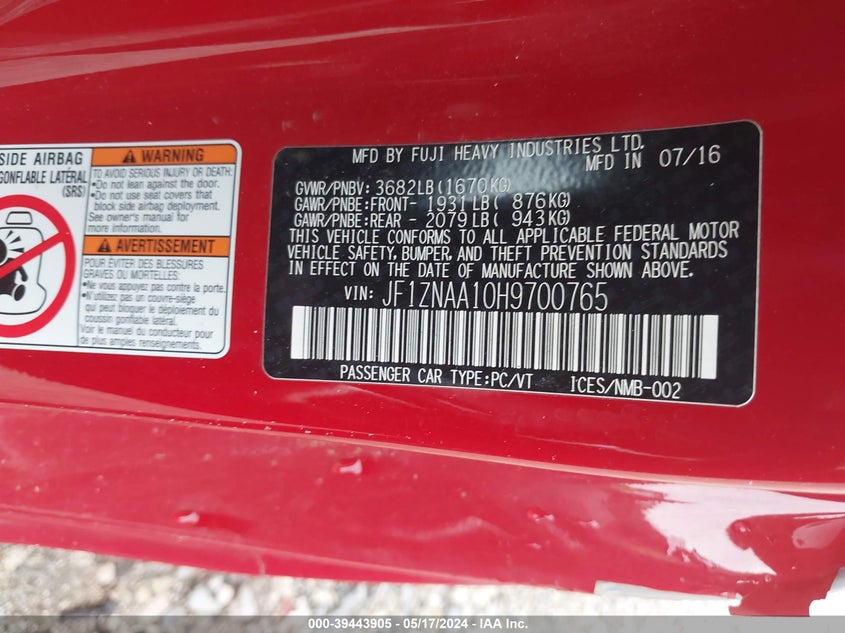 SIDE AIRBAG
GONFLABLE LATÉRAL
(SRS)
WARNING
TO AVOID SERIOUS INJURY OR DEATH:
•Do not lean against the door.
•Do not use seat covers that
block side airbag deployment.
See owner's manual for
more information.
AVERTISSEMENT
POUR ÉVITER DES BLESSURES
GRAVES OU MORTELLES:
•Ne vous appuyez pas contre la porte.
•N'utilisez pas un couvre-siège
qui peut bloquer le déploiement du
coussin gonflable latéral.
Voir le manuel du conducteur pour
de plus amples renseignements.
MFD BY FUJI HEAVY INDUSTRIES LTD.
MFD IN 07/16
GVWR/PNBV: 3682LB(1670KG)
GAWR/PNBE:FRONT- 1931LB( 876KG)
GAWR/PNBE:REAR - 2079LB( 943KG)
THIS VEHICLE CONFORMS TO ALL APPLICABLE FEDERAL MOTOR
VEHICLE SAFETY, BUMPER, AND THEFT PREVENTION STANDARDS
IN EFFECT ON THE DATE OF MANUFACTURE SHOWN ABOVE.
VIN: JF1ZNAA10H9700765
PASSENGER CAR TYPE:PC/VT ICES/NMB-002
000-39443905 - 05/17/2024 - IAA Inc.